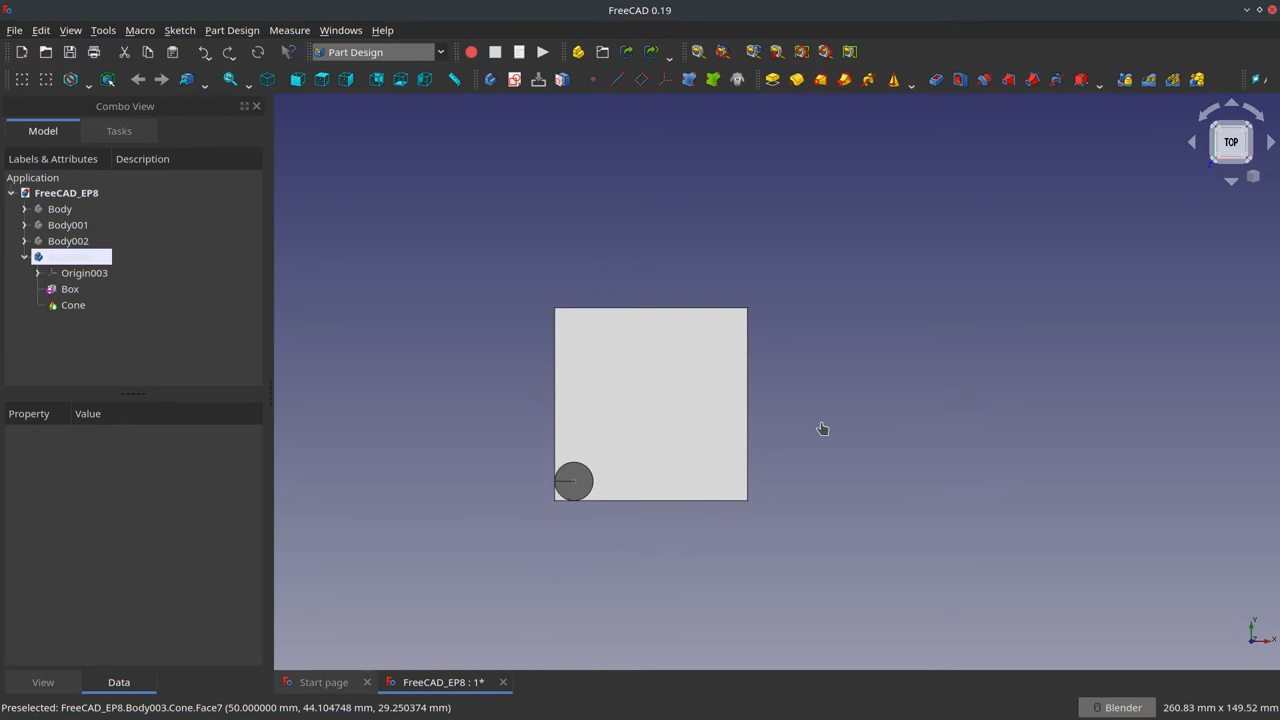 FreeCAD 0.19
File Edit View Tools Macro Sketch Part Design Measure Windows Help
Part Design
Combo View
Model Tasks
Labels & Attributes Description
Application
FreeCAD_EP8
Body
Body001
Body002
Origin003
Box
Cone
TOP
Property Value
Y
X
Z
View Data
Start page FreeCAD_EP8 : 1*
Preselected: FreeCAD_EP8.Body003.Cone.Face7 (50.000000 mm, 44.104748 mm, 29.250374 mm) Blender 260.83 mm x 149.52 mm